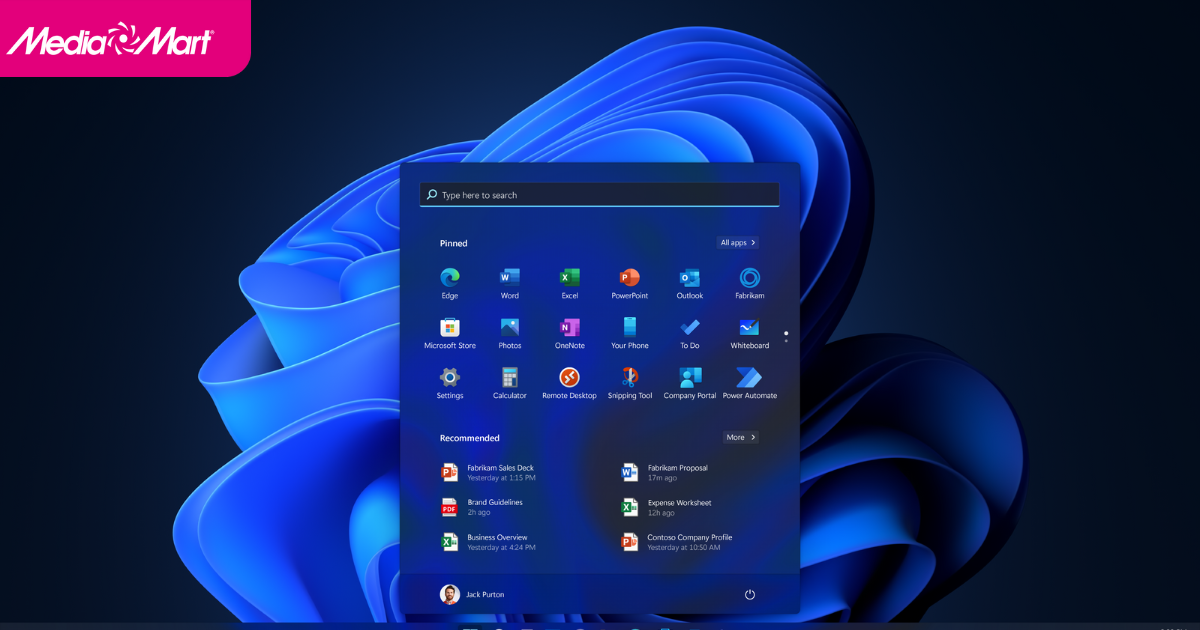 MediaMart
Type here to search
Pinned
All apps >
Edge Word Excel PowerPoint Outlook Fabrikam
Microsoft Store Photos OneNote Your Phone To Do Whiteboard
Settings Calculator Remote Desktop Snipping Tool Company Portal Power Automate
Recommended
More >
Fabrikam Sales Deck
Yesterday at 1:15 PM
Fabrikam Proposal
17m ago
Brand Guidelines
2h ago
Expense Worksheet
12h ago
Business Overview
Yesterday at 4:24 PM
Contoso Company Profile
Yesterday at 10:50 AM
Jack Purton